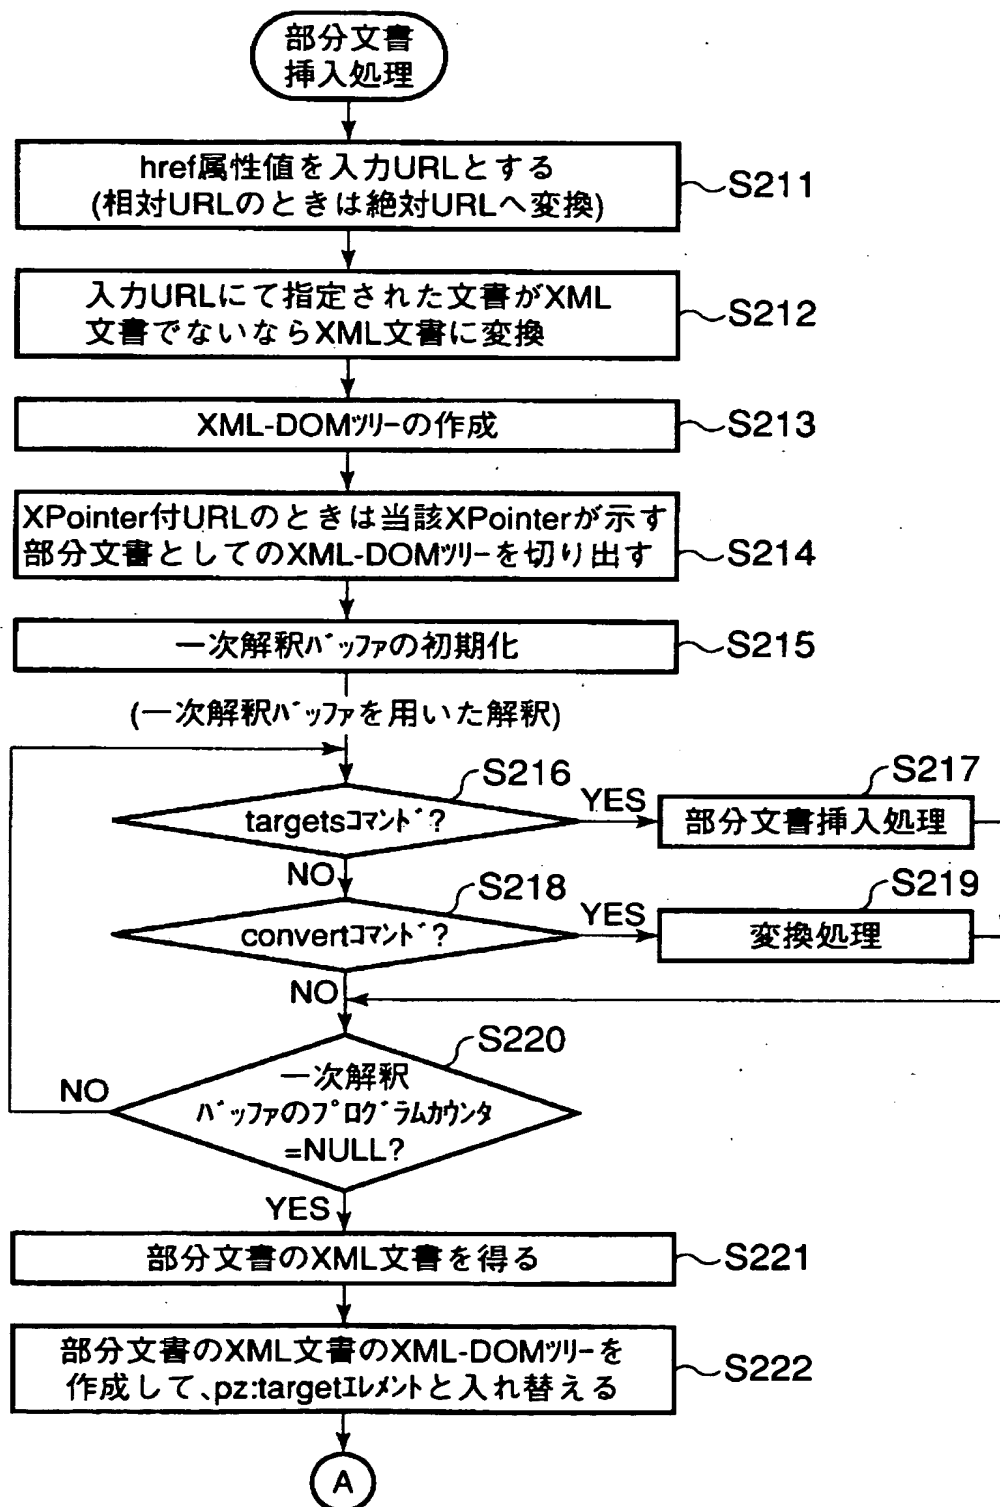 部分文書
挿入処理
href属性値を入力URLとする
(相対URLのときは絶対URLへ変換)
S211
入力URLにて指定された文書がXML
文書でないならXML文書に変換
S212
XML-DOMﾂﾘｰの作成
S213
XPointer付URLのときは当該XPointerが示す
部分文書としてのXML-DOMﾂﾘｰを切り出す
S214
一次解釈ﾊﾞｯﾌｧの初期化
S215
(一次解釈ﾊﾞｯﾌｧを用いた解釈)
S216
targetsｺﾏﾝﾄﾞ?
YES
S217
部分文書挿入処理
NO
S218
convertｺﾏﾝﾄﾞ?
YES
S219
変換処理
NO
S220
一次解釈
ﾊﾞｯﾌｧのﾌﾟﾛｸﾞﾗﾑｶｳﾝﾀ
=NULL?
NO
YES
部分文書のXML文書を得る
S221
部分文書のXML文書のXML-DOMﾂﾘｰを
作成して、pz:targetｴﾚﾒﾝﾄと入れ替える
S222
A